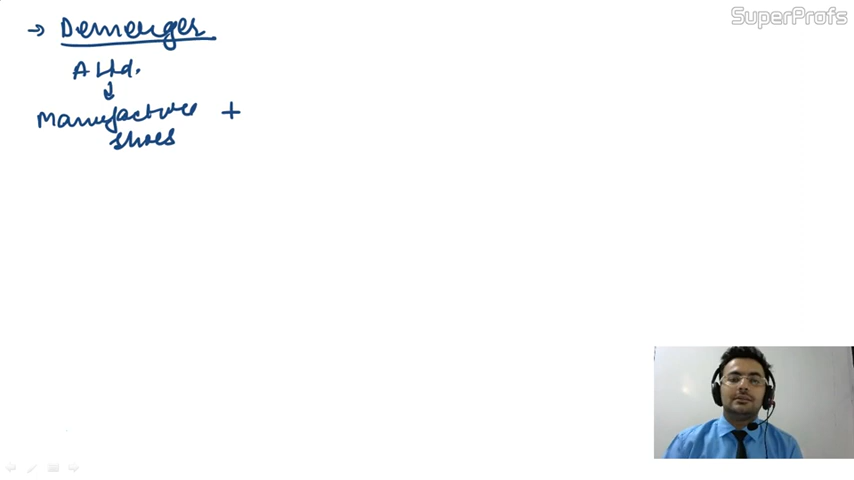 SuperProfs
→ Demerger
A Ltd.
↓
Manufacture +
shoes